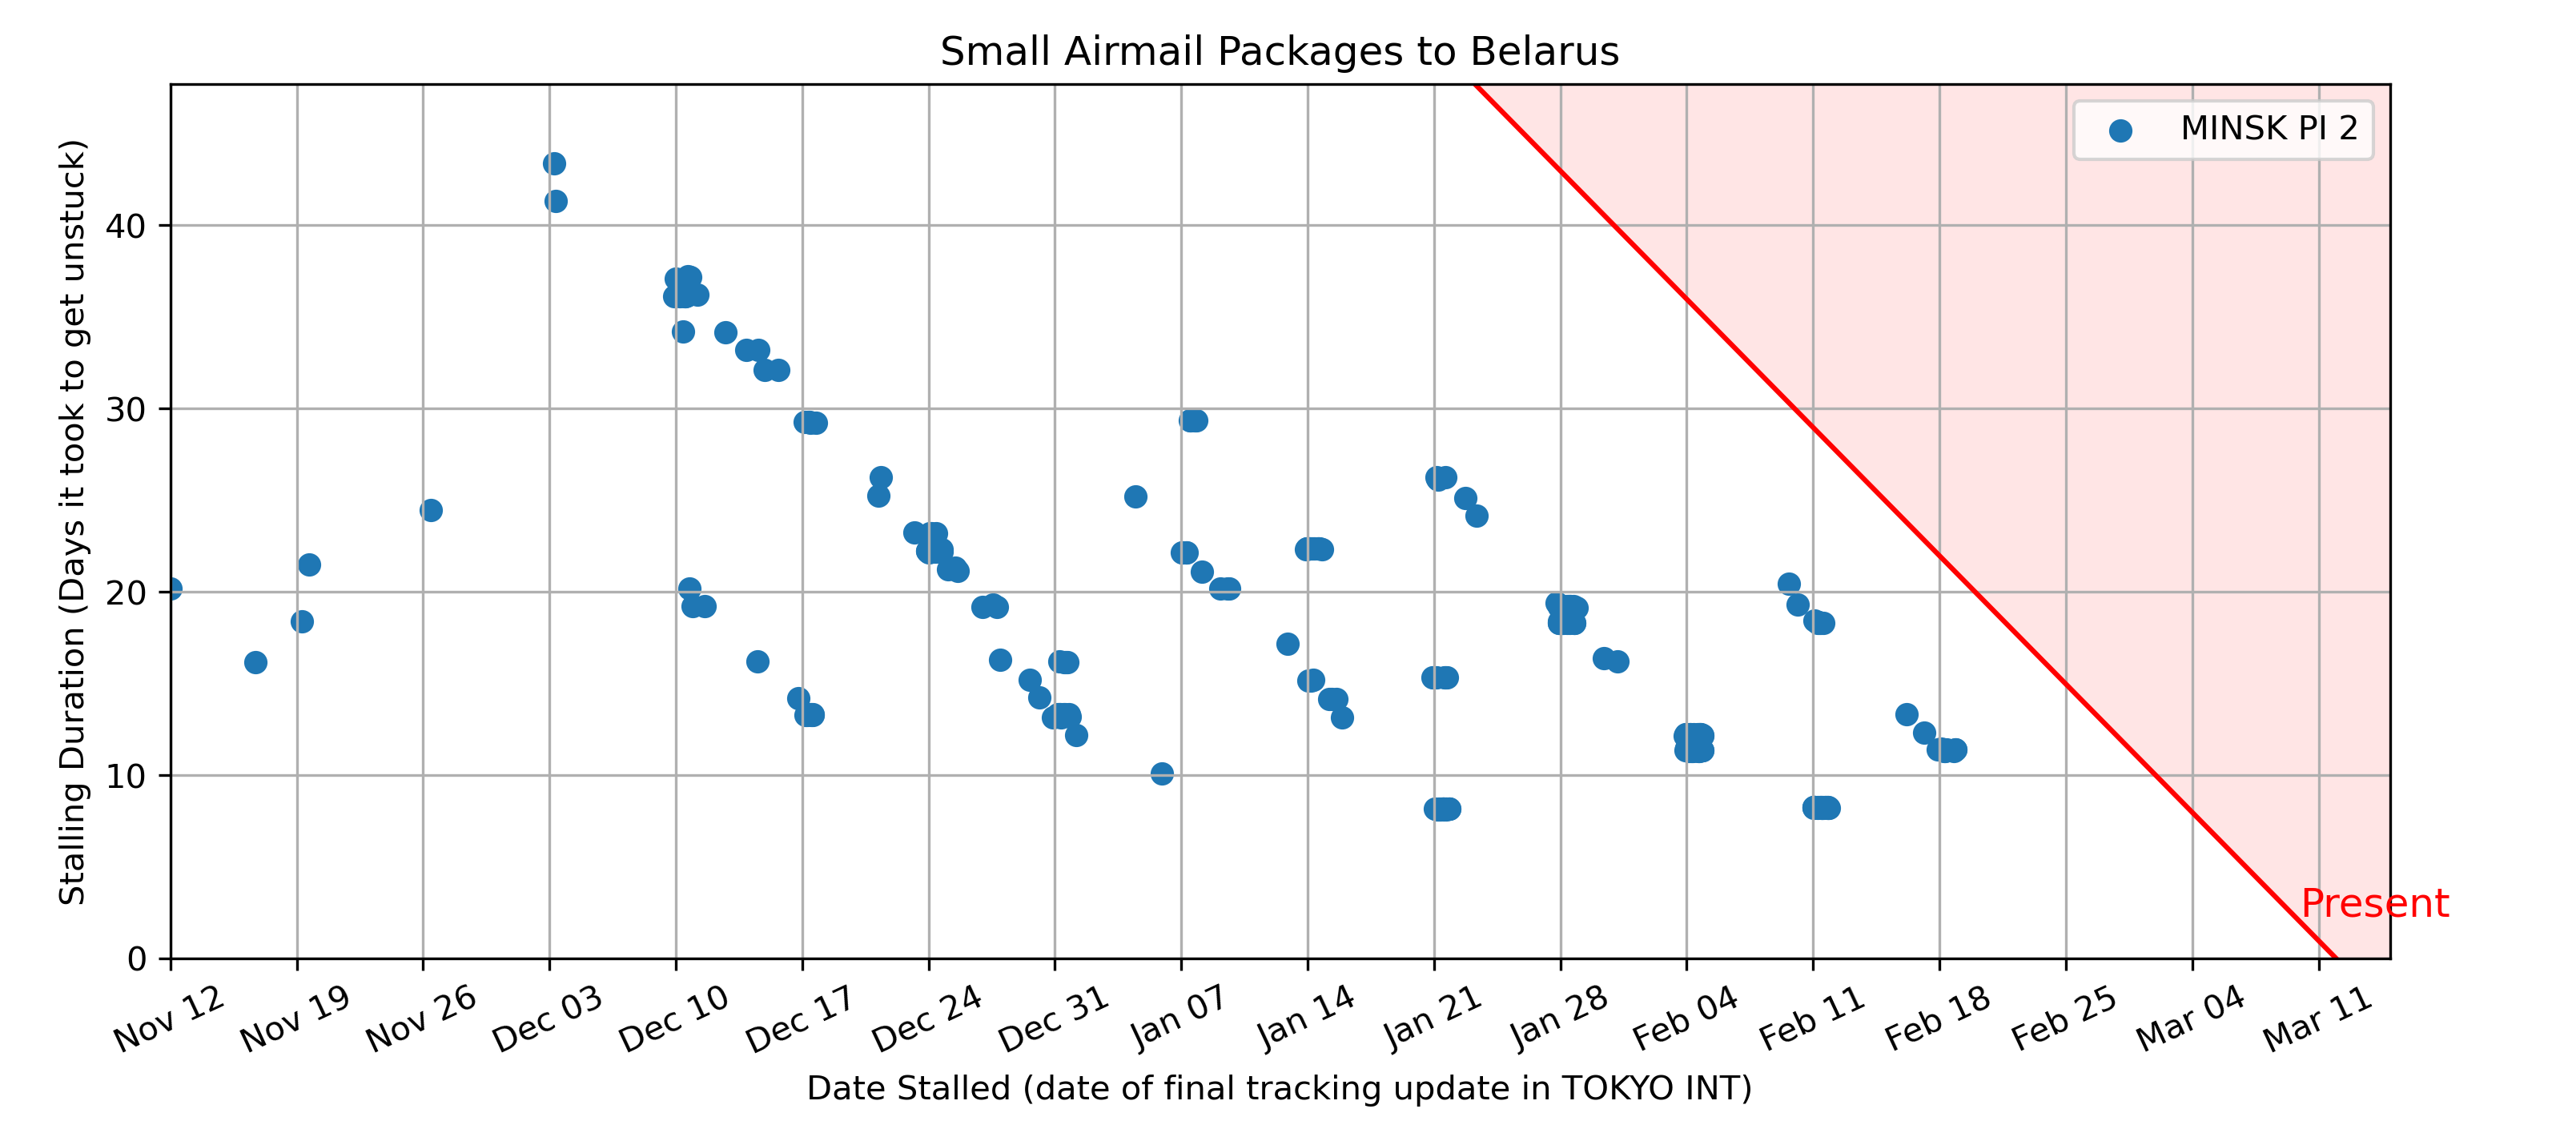 Small Airmail Packages to Belarus
MINSK PI 2
Stalling Duration (Days it took to get unstuck)
40
30
20
10
0
Present
Nov 12
Nov 19
Nov 26
Dec 03
Dec 10
Dec 17
Dec 24
Dec 31
Jan 07
Jan 14
Jan 21
Jan 28
Feb 04
Feb 11
Feb 18
Feb 25
Mar 04
Mar 11
Date Stalled (date of final tracking update in TOKYO INT)